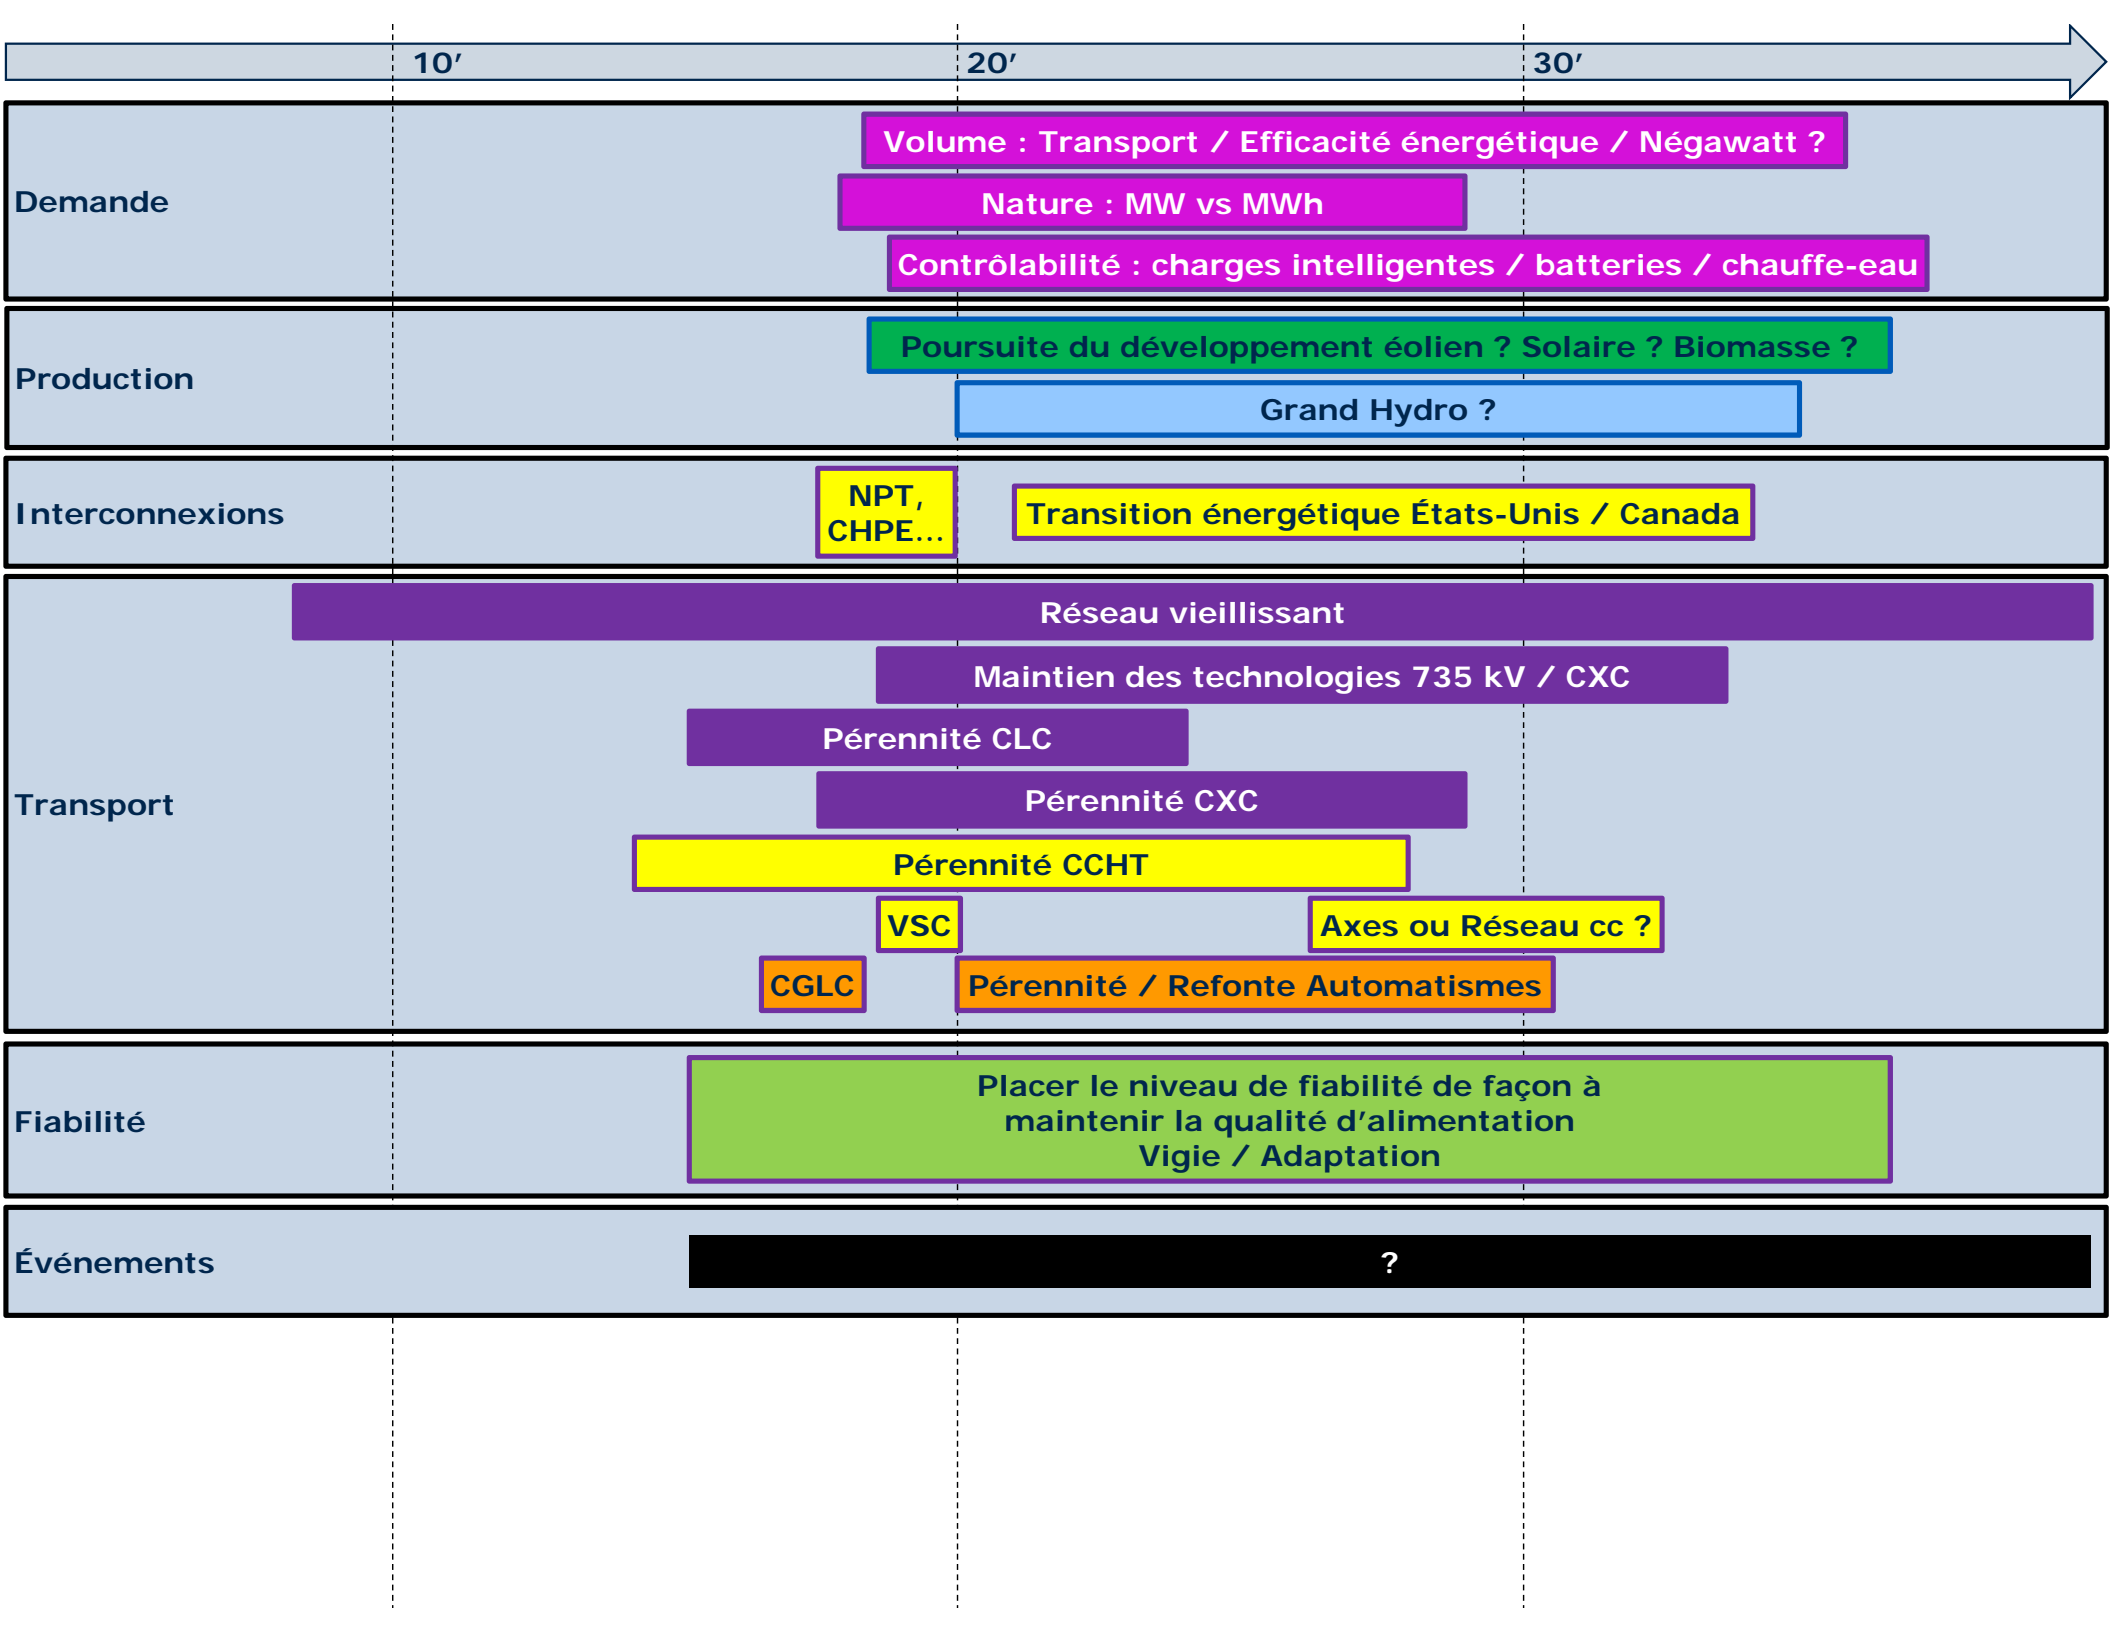 10’
20’
30’
Demande
Volume : Transport / Efficacité énergétique / Négawatt ?
Nature : MW vs MWh
Contrôlabilité : charges intelligentes / batteries / chauffe-eau
Production
Poursuite du développement éolien ? Solaire ? Biomasse ?
Grand Hydro ?
Interconnexions
NPT,
CHPE...
Transition énergétique États-Unis / Canada
Transport
Réseau vieillissant
Maintien des technologies 735 kV / CXC
Pérennité CLC
Pérennité CXC
Pérennité CCHT
VSC
Axes ou Réseau cc ?
CGLC
Pérennité / Refonte Automatismes
Fiabilité
Placer le niveau de fiabilité de façon à
maintenir la qualité d’alimentation
Vigie / Adaptation
Événements
?